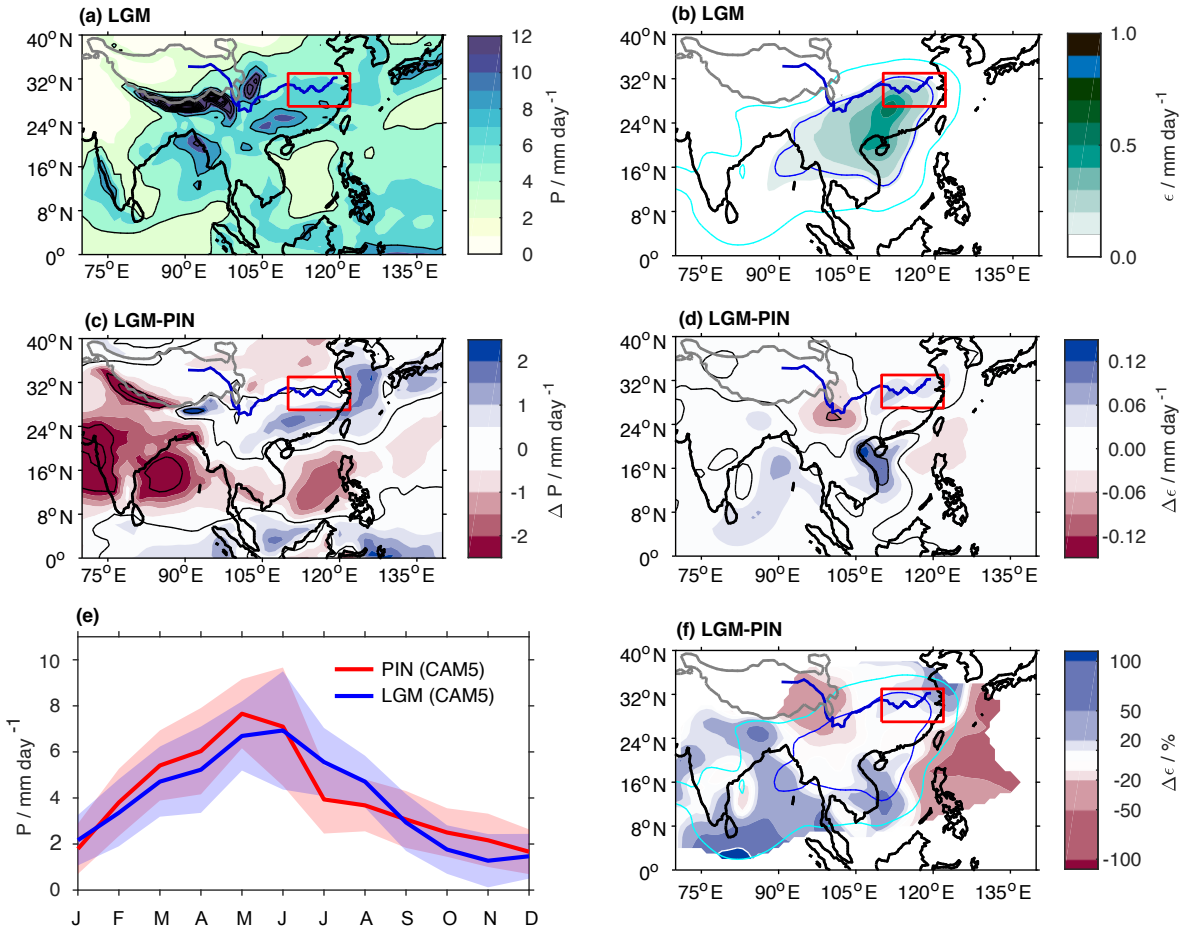 (a) LGM
40° N
32° N
24° N
16° N
8° N
0°
75° E
90° E
105° E
120° E
135° E
12
10
8
6
4
2
0
P / mm day⁻¹
(b) LGM
40° N
32° N
24° N
16° N
8° N
0°
75° E
90° E
105° E
120° E
135° E
1.0
0.5
0.0
ϵ / mm day⁻¹
(c) LGM-PIN
40° N
32° N
24° N
16° N
8° N
0°
75° E
90° E
105° E
120° E
135° E
2
1
0
-1
-2
Δ P / mm day⁻¹
(d) LGM-PIN
40° N
32° N
24° N
16° N
8° N
0°
75° E
90° E
105° E
120° E
135° E
0.12
0.06
0.00
-0.06
-0.12
Δ ϵ / mm day⁻¹
(e)
10
8
6
4
2
0
P / mm day⁻¹
PIN (CAM5)
LGM (CAM5)
J F M A M J J A S O N D
(f) LGM-PIN
40° N
32° N
24° N
16° N
8° N
0°
75° E
90° E
105° E
120° E
135° E
100
50
20
-20
-50
-100
Δ ϵ / %